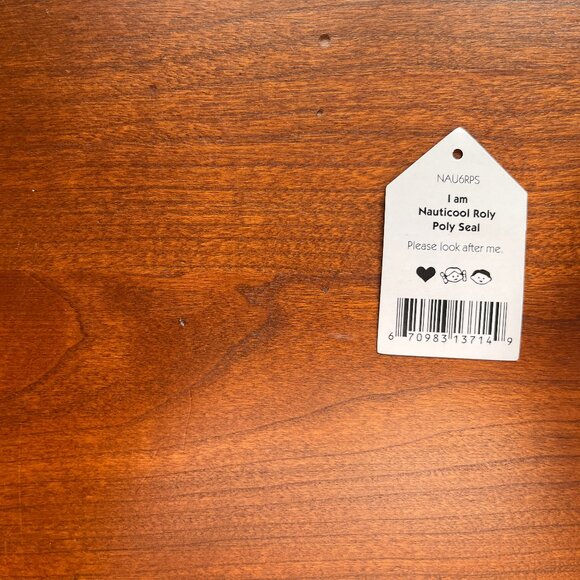 NAU6RPS
I am
Nauticool Roly
Poly Seal
Please look after me.
6 70983 13714 9